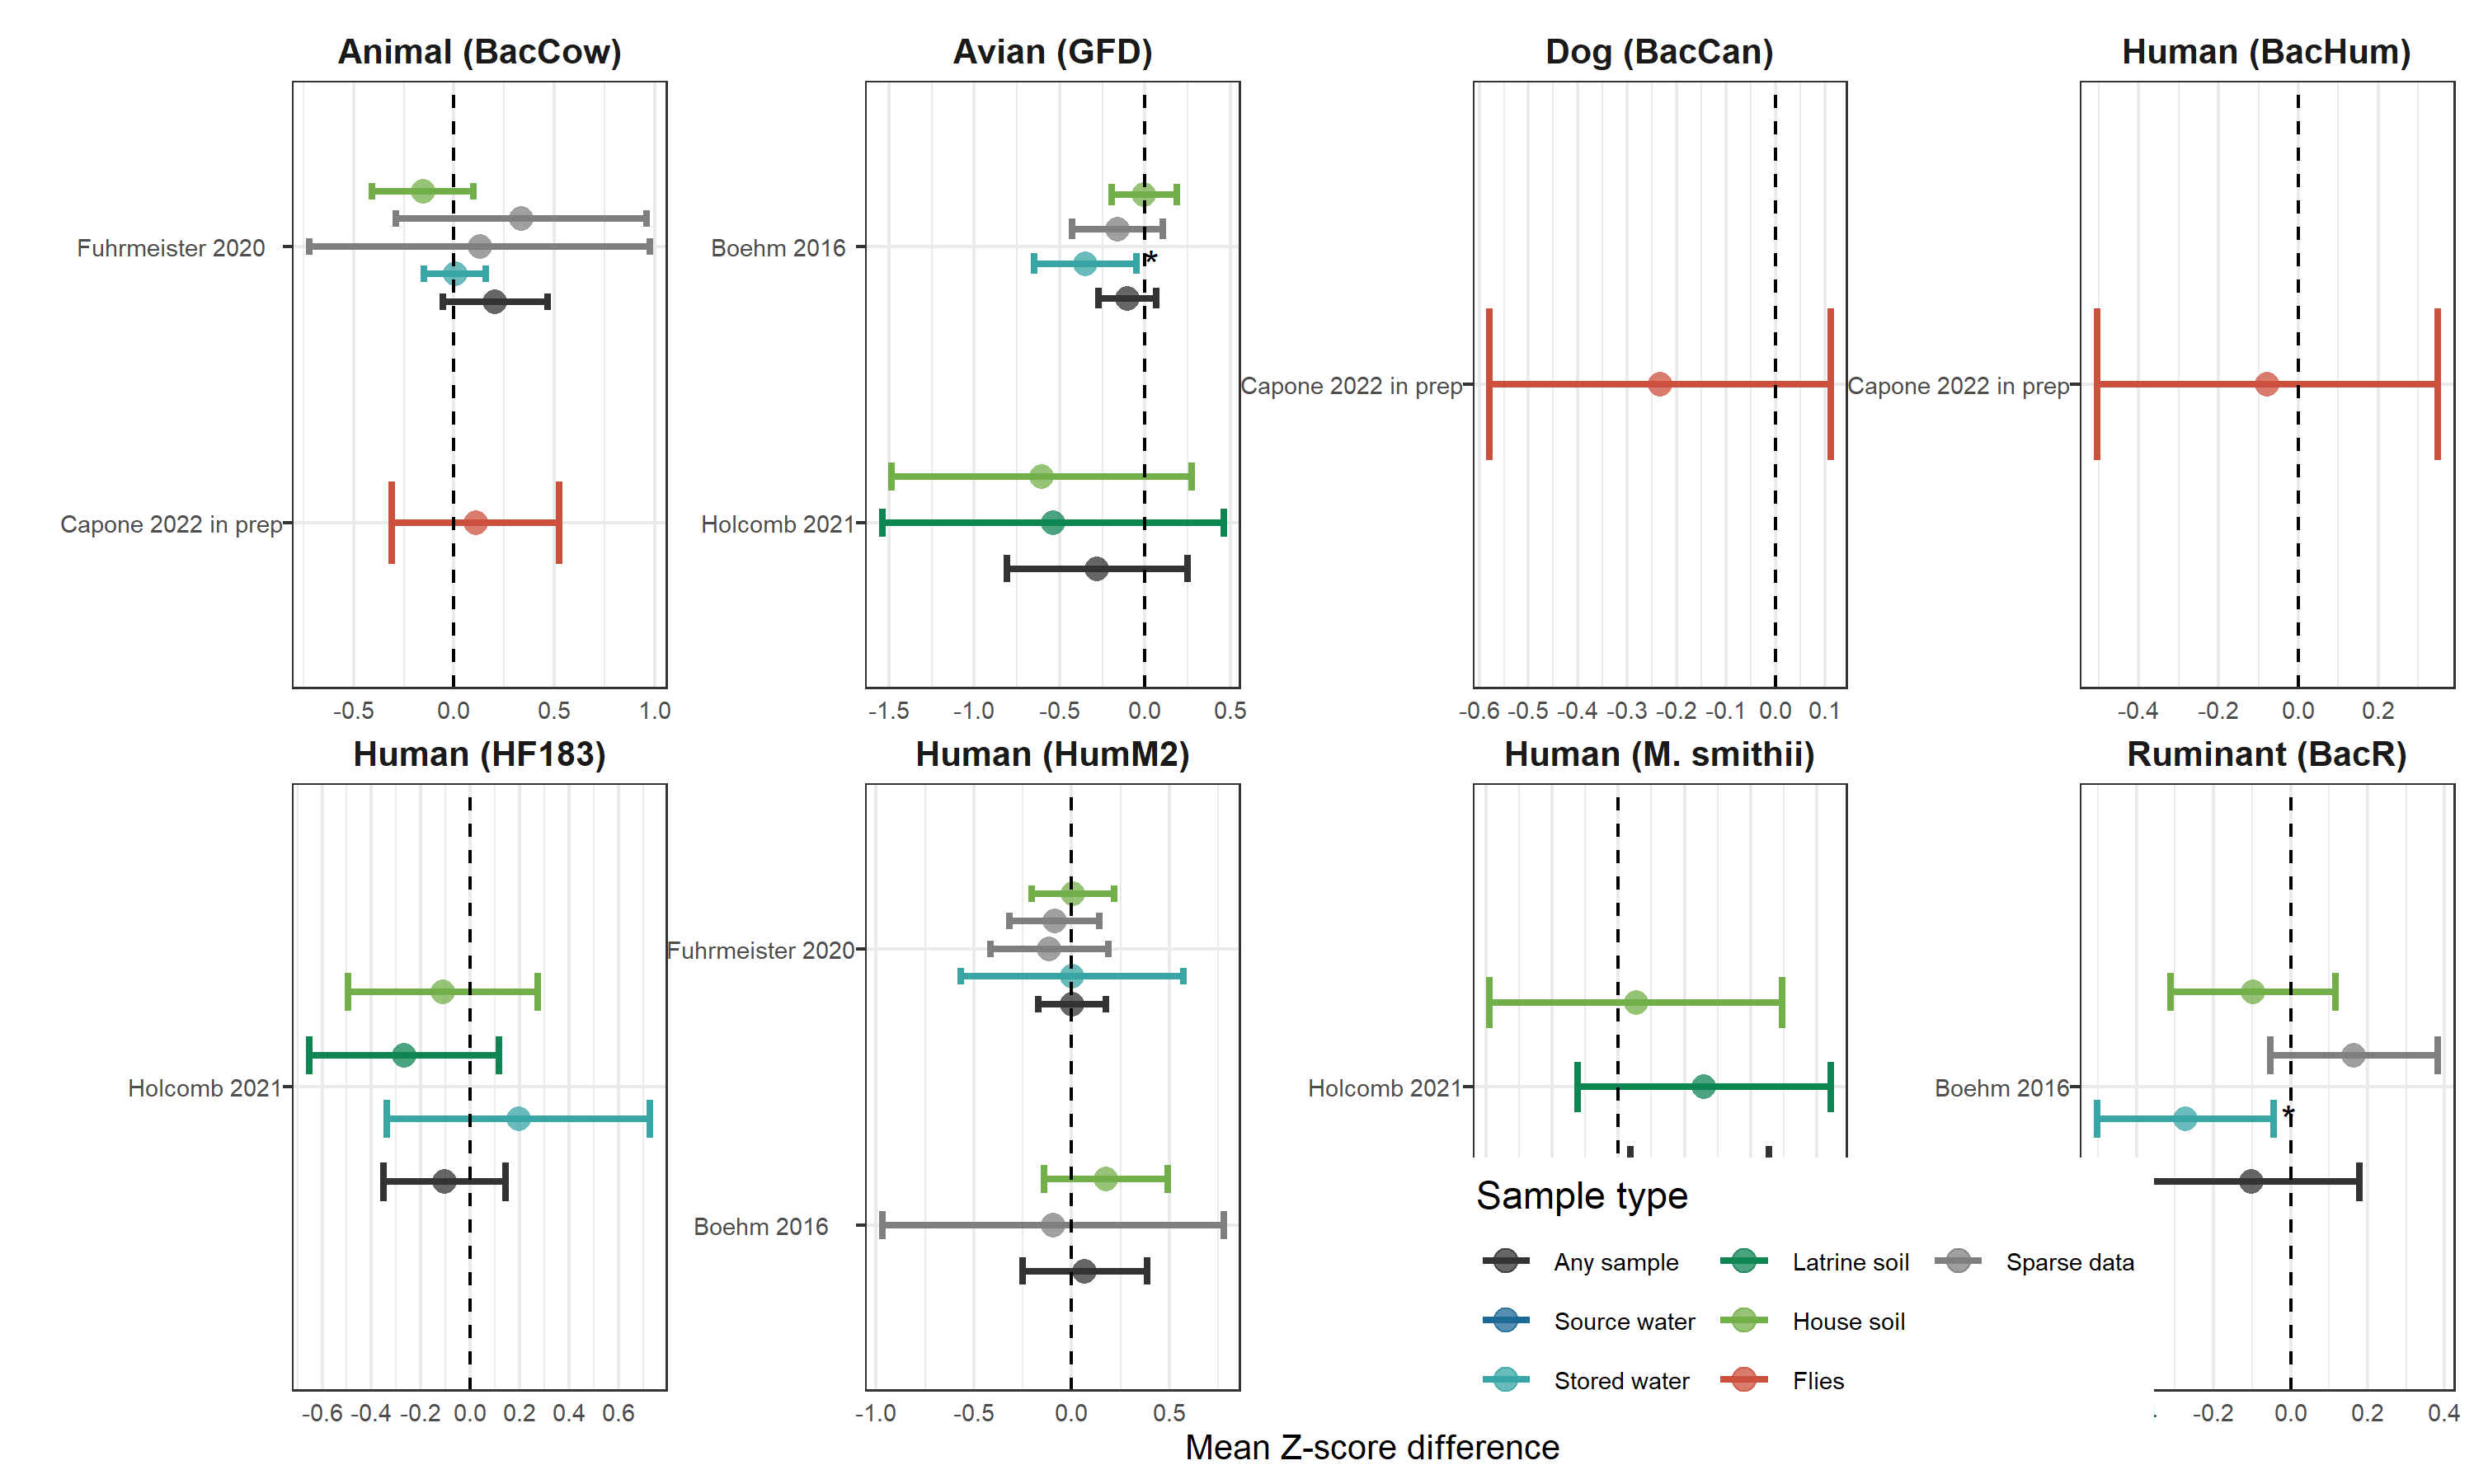 Animal (BacCow)
Avian (GFD)
Dog (BacCan)
Human (BacHum)
Fuhrmeister 2020
Capone 2022 in prep
-0.5 0.0 0.5 1.0
Boehm 2016
*
Holcomb 2021
-1.5 -1.0 -0.5 0.0 0.5
Capone 2022 in prep
-0.6 -0.5 -0.4 -0.3 -0.2 -0.1 0.0 0.1
Capone 2022 in prep
-0.4 -0.2 0.0 0.2
Human (HF183)
Human (HumM2)
Human (M. smithii)
Ruminant (BacR)
Holcomb 2021
-0.6 -0.4 -0.2 0.0 0.2 0.4 0.6
Fuhrmeister 2020
Boehm 2016
-1.0 -0.5 0.0 0.5
Holcomb 2021
Boehm 2016
*
-0.2 0.0 0.2 0.4
Sample type
Any sample
Source water
Stored water
Latrine soil
House soil
Flies
Sparse data
Mean Z-score difference